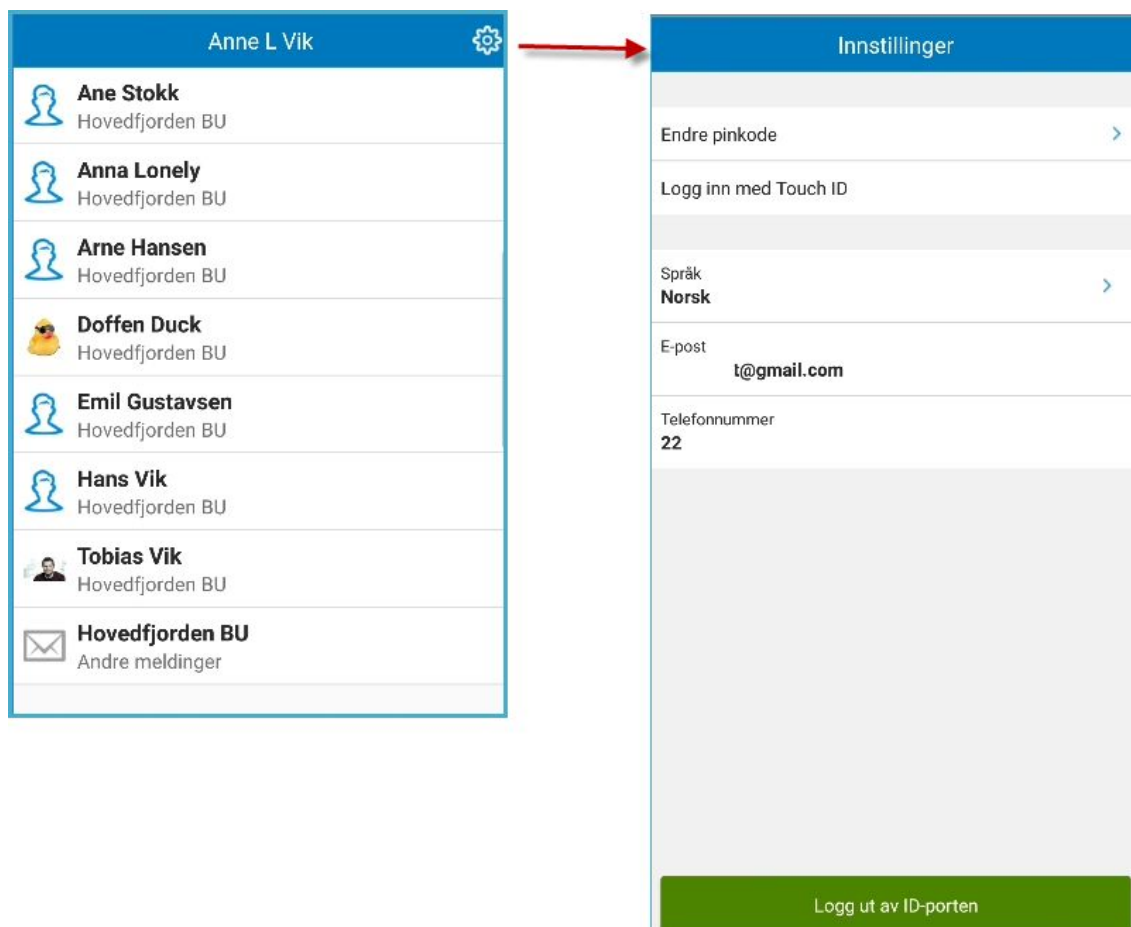 Anne L Vik
Ane Stokk
Hovedfjorden BU
Anna Lonely
Hovedfjorden BU
Arne Hansen
Hovedfjorden BU
Doffen Duck
Hovedfjorden BU
Emil Gustavsen
Hovedfjorden BU
Hans Vik
Hovedfjorden BU
Tobias Vik
Hovedfjorden BU
Hovedfjorden BU
Andre meldinger
Innstillinger
Endre pinkode
Logg inn med Touch ID
Språk
Norsk
E-post
t@gmail.com
Telefonnummer
22
Logg ut av ID-porten